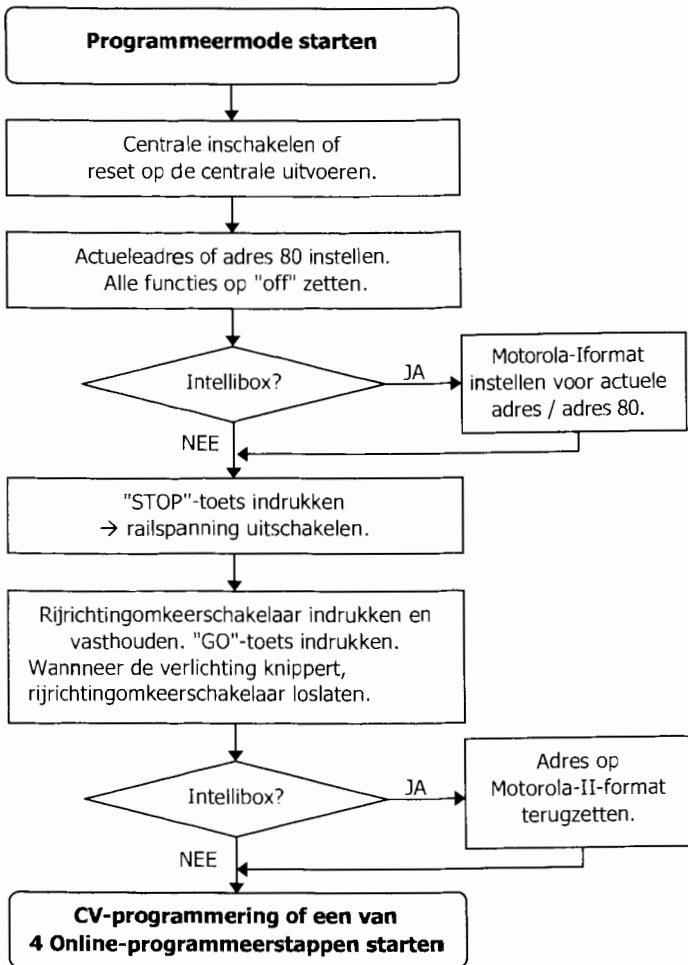 Programmeermode starten
Centrale inschakelen of
reset op de centrale uitvoeren.
Actueleadres of adres 80 instellen.
Alle functies op "off" zetten.
Intellibox?
JA
Motorola-Iformat
instellen voor actuele
adres / adres 80.
NEE
"STOP"-toets indrukken
→ railspanning uitschakelen.
Rijrichtingomkeerschakelaar indrukken en
vasthouden. "GO"-toets indrukken.
Wannneer de verlichting knippert,
rijrichtingomkeerschakelaar loslaten.
Intellibox?
JA
Adres op
Motorola-II-format
terugzetten.
NEE
CV-programmering of een van
4 Online-programmeerstappen starten